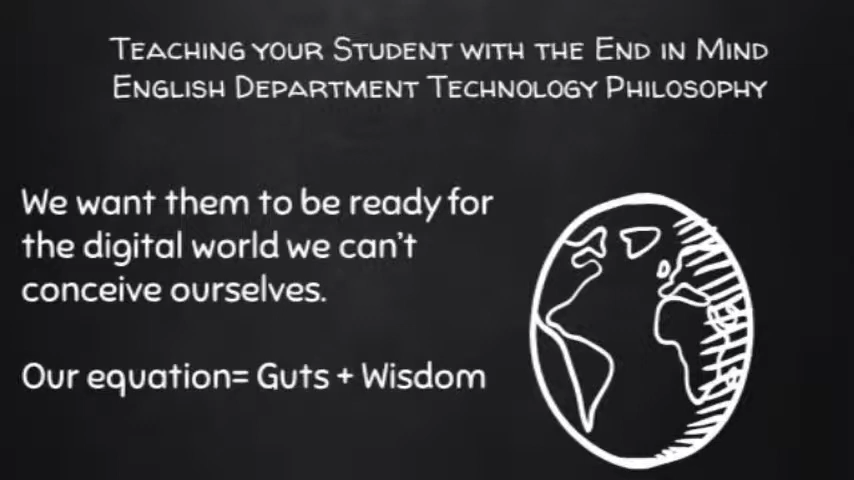 Teaching your Student with the End in Mind
English Department Technology Philosophy
We want them to be ready for
the digital world we can't
conceive ourselves.
Our equation= Guts + Wisdom